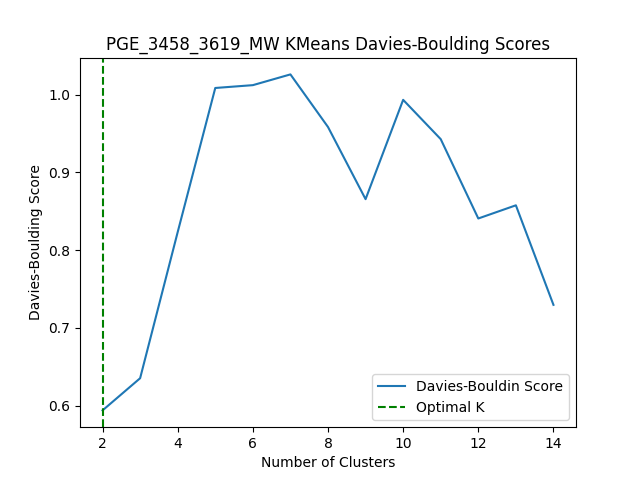 PGE_3458_3619_MW KMeans Davies-Boulding Scores
Davies-Boulding Score
1.0
0.9
0.8
0.7
0.6
Davies-Bouldin Score
Optimal K
2 4 6 8 10 12 14
Number of Clusters